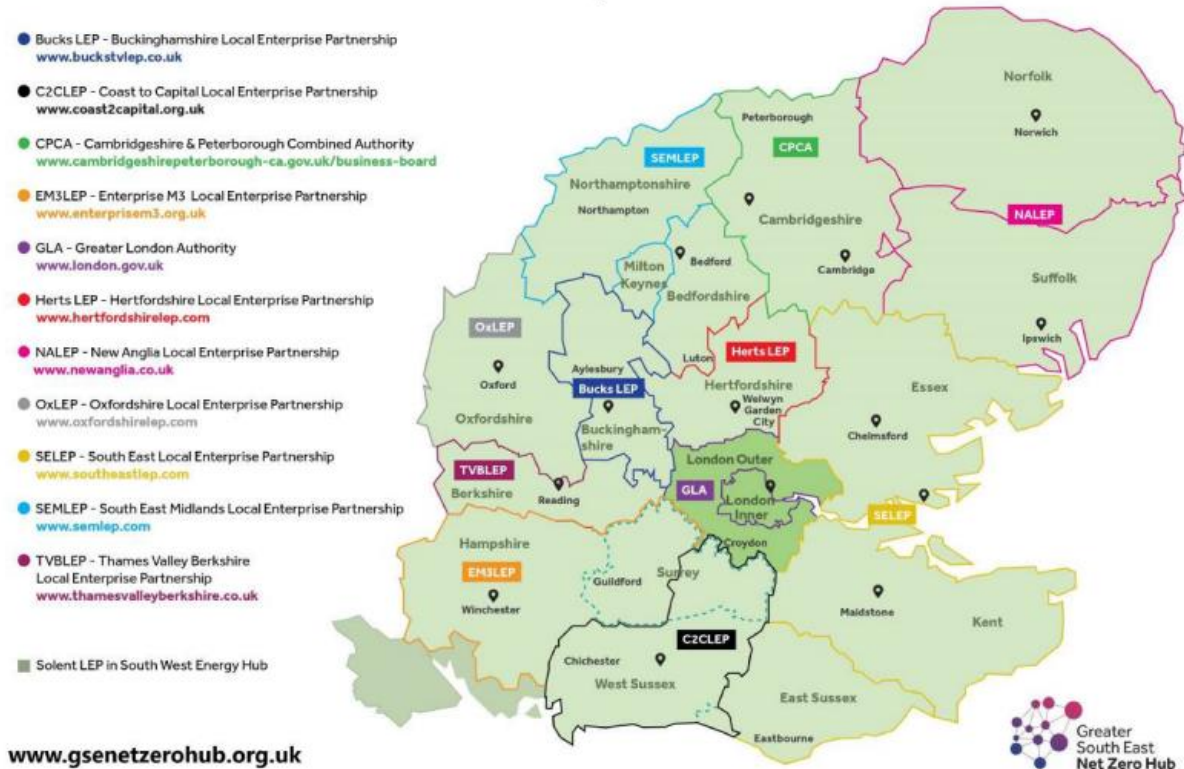 Bucks LEP - Buckinghamshire Local Enterprise Partnership
www.buckstvlep.co.uk
C2CLEP - Coast to Capital Local Enterprise Partnership
www.coast2capital.org.uk
CPCA - Cambridgeshire & Peterborough Combined Authority
www.cambridgeshirepeterborough-ca.gov.uk/business-board
EM3LEP - Enterprise M3 Local Enterprise Partnership
www.enterprisem3.org.uk
GLA - Greater London Authority
www.london.gov.uk
Herts LEP - Hertfordshire Local Enterprise Partnership
www.hertfordshirelep.com
NALEP - New Anglia Local Enterprise Partnership
www.newanglia.co.uk
OxLEP - Oxfordshire Local Enterprise Partnership
www.oxfordshirelep.com
SELEP - South East Local Enterprise Partnership
www.southeastlep.com
SEMLEP - South East Midlands Local Enterprise Partnership
www.semlep.com
TVBLEP - Thames Valley Berkshire
Local Enterprise Partnership
www.thamesvalleyberkshire.co.uk
Solent LEP in South West Energy Hub
www.gsenetzerohub.org.uk
Norfolk
Norwich
Peterborough
CPCA
SEMLEP
Northamptonshire
Northampton
Cambridgeshire
NALEP
Milton
Keynes
Bedford
Cambridge
Suffolk
Bedfordshire
OxLEP
Ipswich
Luton
Herts LEP
Oxford
Aylesbury
Bucks LEP
Hertfordshire
Essex
Welwyn
Garden
City
Oxfordshire
Buckingham-
shire
Chelmsford
London Outer
TVBLEP
Berkshire
Reading
GLA
London
Inner
SELEP
Croydon
Hampshire
EM3LEP
Guildford
Surrey
Winchester
Maidstone
Kent
C2CLEP
Chichester
West Sussex
East Sussex
Eastbourne
Greater
South East
Net Zero Hub